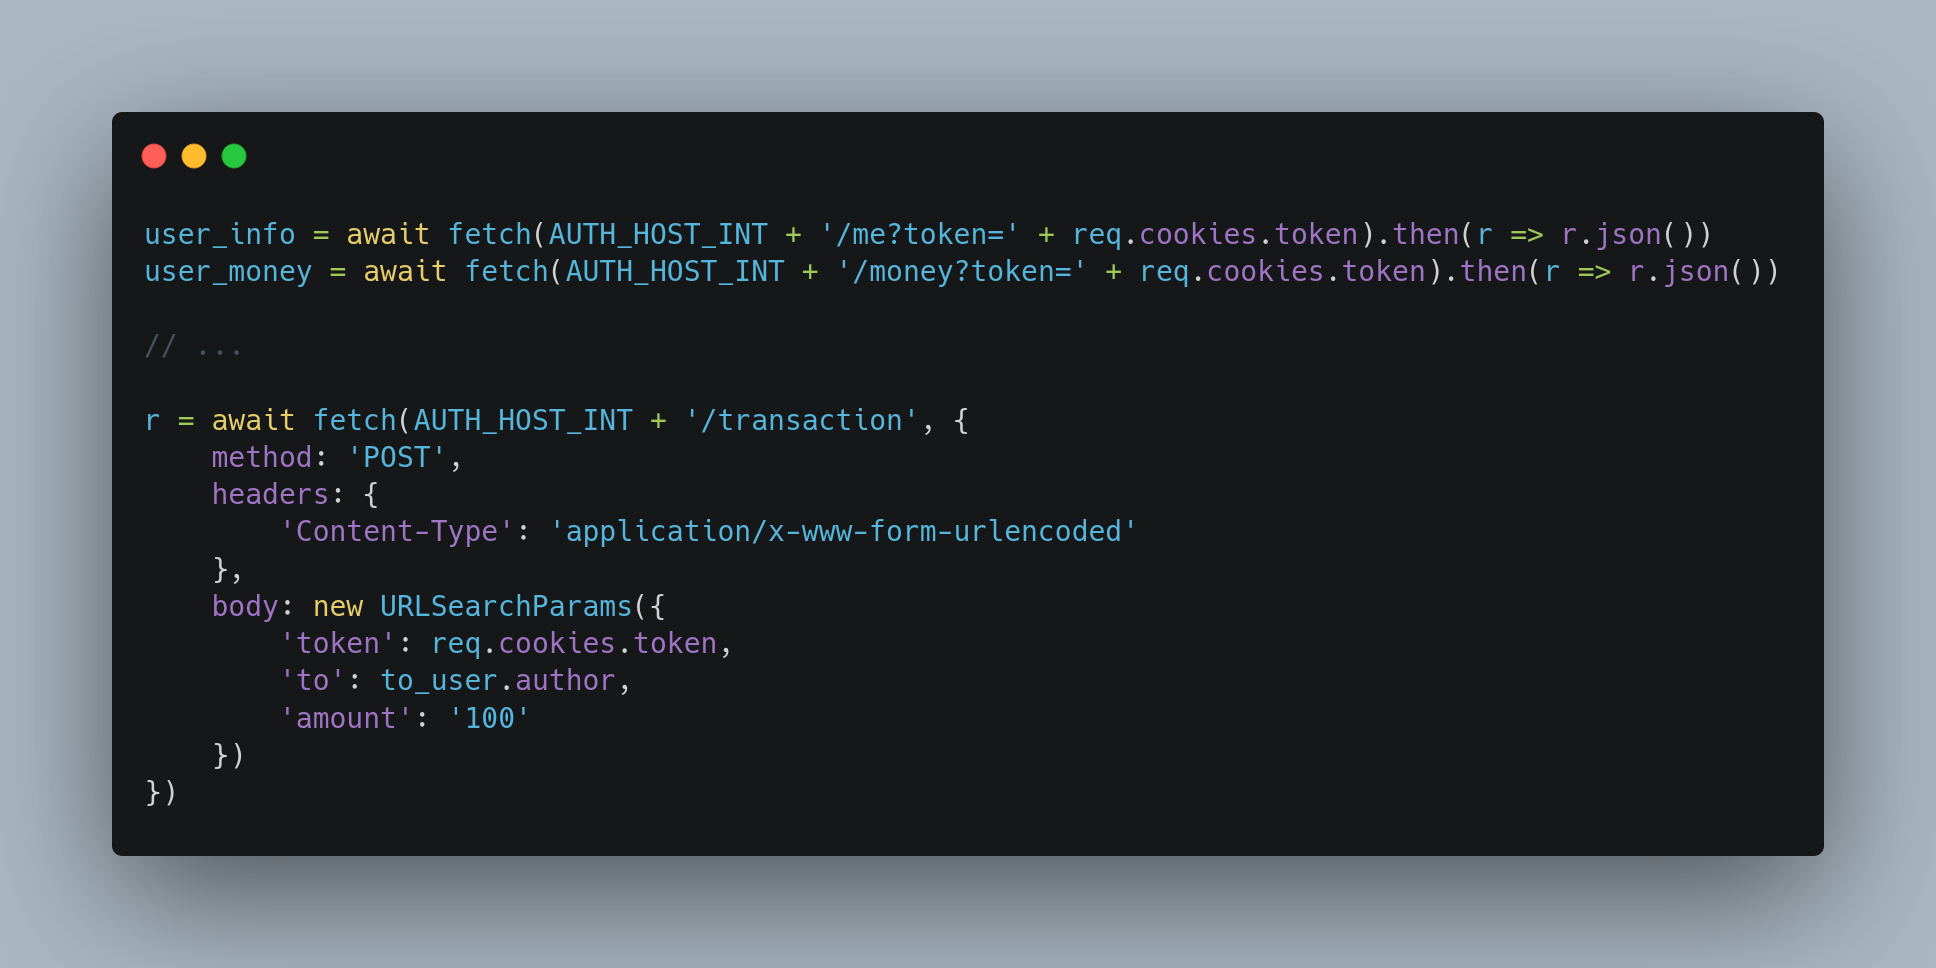 user_info = await fetch(AUTH_HOST_INT + '/me?token=' + req.cookies.token).then(r => r.json())
user_money = await fetch(AUTH_HOST_INT + '/money?token=' + req.cookies.token).then(r => r.json())

// ...

r = await fetch(AUTH_HOST_INT + '/transaction', {
    method: 'POST',
    headers: {
        'Content-Type': 'application/x-www-form-urlencoded'
    },
    body: new URLSearchParams({
        'token': req.cookies.token,
        'to': to_user.author,
        'amount': '100'
    })
})